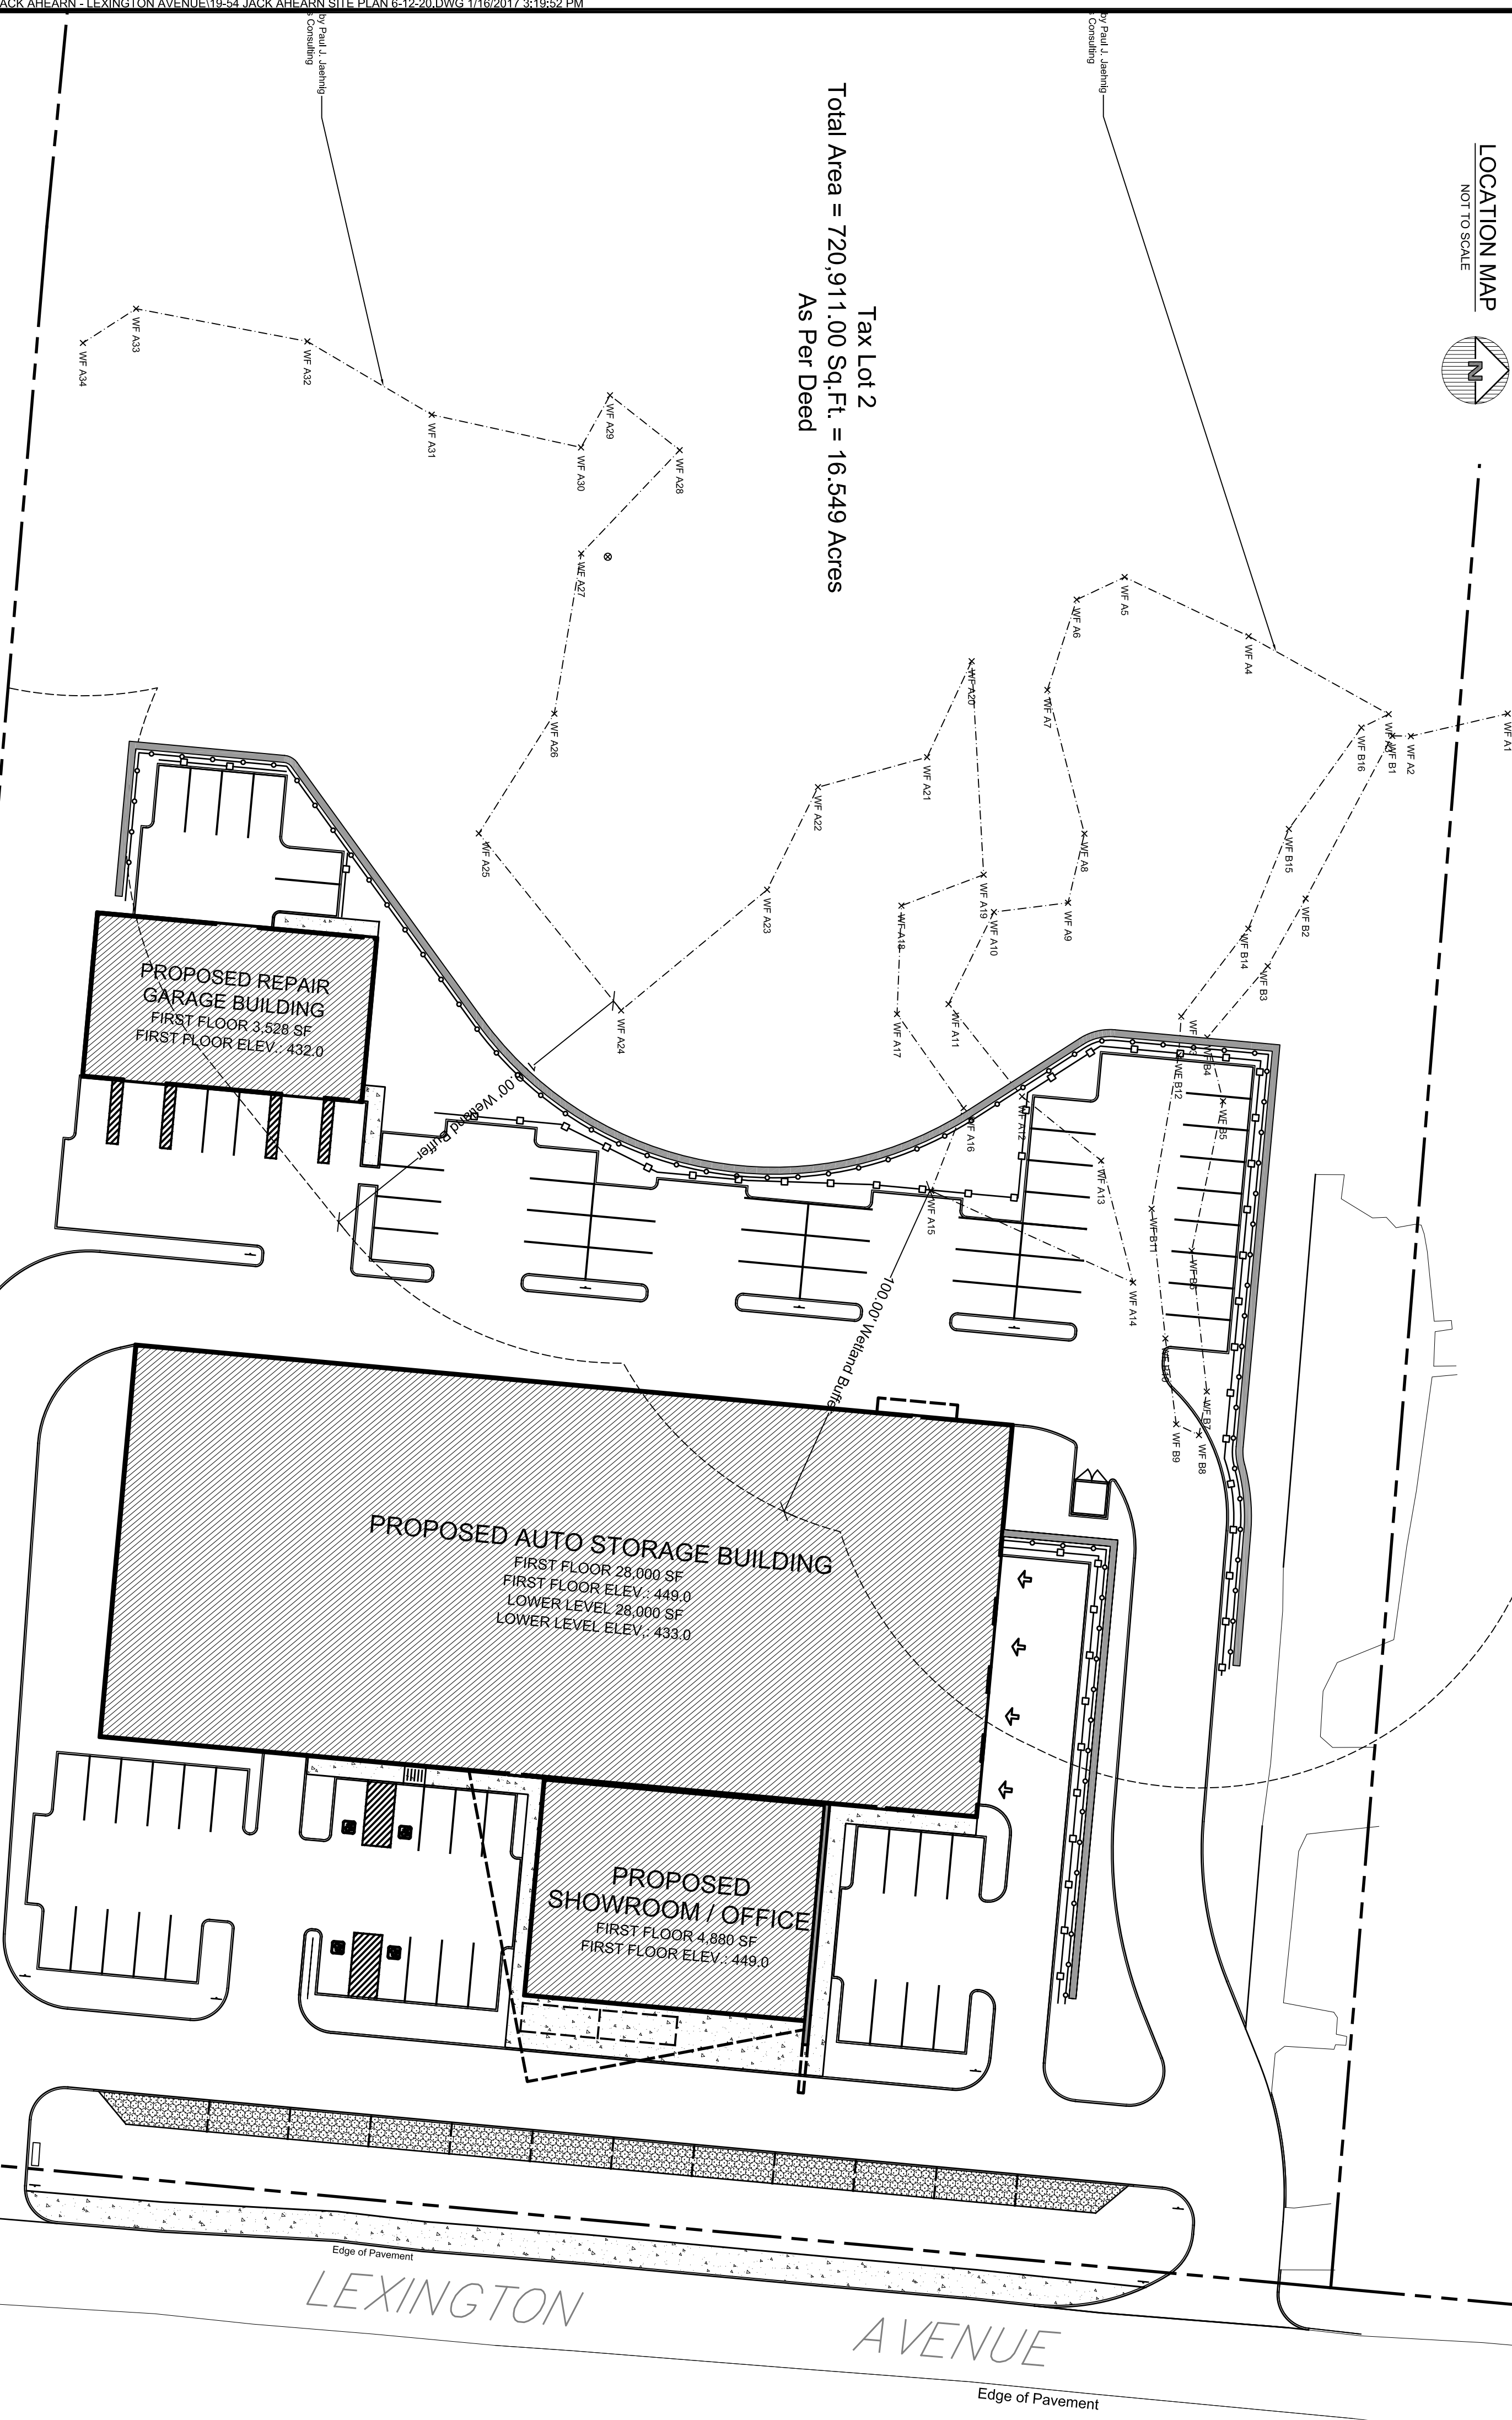 ACK AHEARN - LEXINGTON AVENUE\19-54 JACK AHEARN SITE PLAN 6-12-20.DWG 1/16/2017 3:19:52 PM
by Paul J. Jaehnig
s Consulting
by Paul J. Jaehnig
s Consulting
LOCATION MAP
NOT TO SCALE
N
Tax Lot 2
Total Area = 720,911.00 Sq.Ft. = 16.549 Acres
As Per Deed
WF A33
WF A34
WF A32
WF A31
WF A29
WF A30
WF A28
WF A27
WF A26
WF A25
WF A24
WF A23
WF A22
WF A21
WF A20
WF A19
WF A18
WF A17
WF A16
WF A15
WF A14
WF A13
WF A12
WF A11
WF A10
WF A9
WF A8
WF A7
WF A6
WF A5
WF A4
WF A3
WF A2
WF A1
WF B1
WF B16
WF B15
WF B14
WF B2
WF B3
WF B4
WF B12
WF B5
WF B11
WF B6
WF B10
WF B7
WF B9
WF B8
PROPOSED REPAIR
GARAGE BUILDING
FIRST FLOOR 3,528 SF
FIRST FLOOR ELEV.: 432.0
00' Wetland Buffer
100.00' Wetland Buffe
PROPOSED AUTO STORAGE BUILDING
FIRST FLOOR 28,000 SF
FIRST FLOOR ELEV.: 449.0
LOWER LEVEL 28,000 SF
LOWER LEVEL ELEV,: 433.0
PROPOSED
SHOWROOM / OFFICE
FIRST FLOOR 4,880 SF
FIRST FLOOR ELEV.: 449.0
Edge of Pavement
LEXINGTON AVENUE
Edge of Pavement